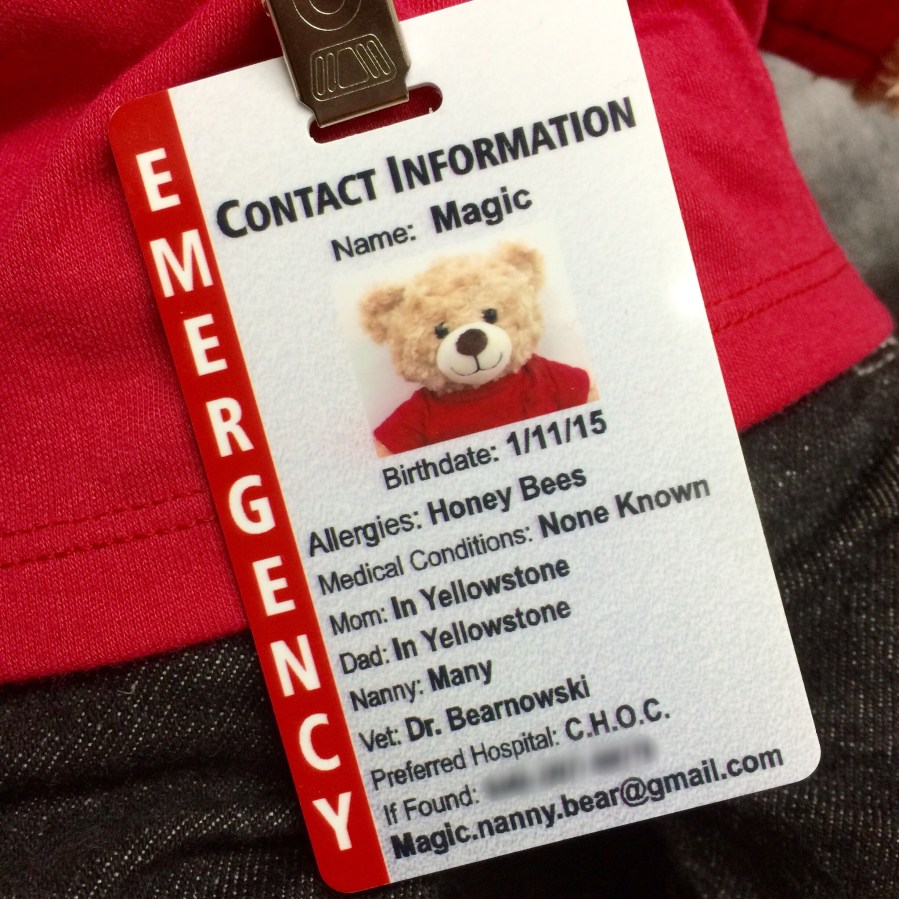 EMERGENCY
CONTACT INFORMATION
Name: Magic
Birthdate: 1/11/15
Allergies: Honey Bees
Medical Conditions: None Known
Mom: In Yellowstone
Dad: In Yellowstone
Nanny: Many
Vet: Dr. Bearnowski
Preferred Hospital: C.H.O.C.
If Found:
Magic.nanny.bear@gmail.com